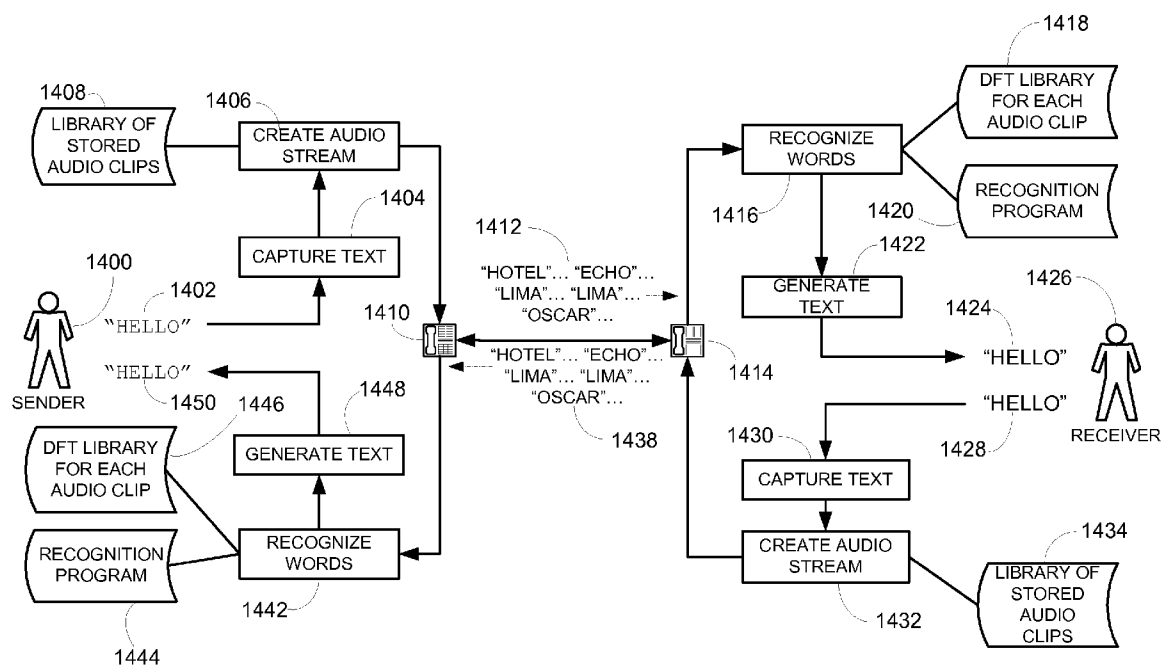 1418
1408
1406
DFT LIBRARY
FOR EACH
AUDIO CLIP
LIBRARY OF
STORED
AUDIO CLIPS
CREATE AUDIO
STREAM
RECOGNIZE
WORDS
1404
1416
1420
RECOGNITION
PROGRAM
1412
1422
CAPTURE TEXT
“HOTEL”... “ECHO”...
“LIMA”... “LIMA”...
“OSCAR”...
GENERATE
TEXT
1400
1402
1410
1426
1424
“HELLO”
“HELLO”
1414
“HOTEL”... “ECHO”...
“LIMA”... “LIMA”...
“OSCAR”...
“HELLO”
1450
SENDER
1446
1448
1438
“HELLO”
1428
RECEIVER
1430
DFT LIBRARY
FOR EACH
AUDIO CLIP
GENERATE TEXT
CAPTURE TEXT
RECOGNITION
PROGRAM
RECOGNIZE
WORDS
CREATE AUDIO
STREAM
1434
1442
1432
LIBRARY OF
STORED
AUDIO
CLIPS
1444